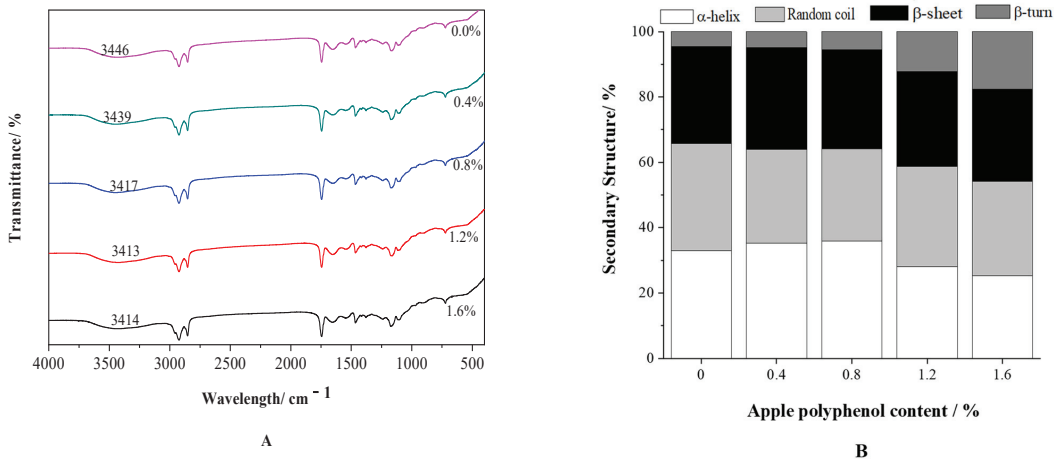 3446
0.0%
3439
0.4%
3417
0.8%
3413
1.2%
3414
1.6%
Transmittance/ %
4000 3500 3000 2500 2000 1500 1000 500
Wavelength/ cm - 1
A
α-helix Random coil β-sheet β-turn
100
80
60
40
20
0
Secondary Structure/ %
0 0.4 0.8 1.2 1.6
Apple polyphenol content / %
B